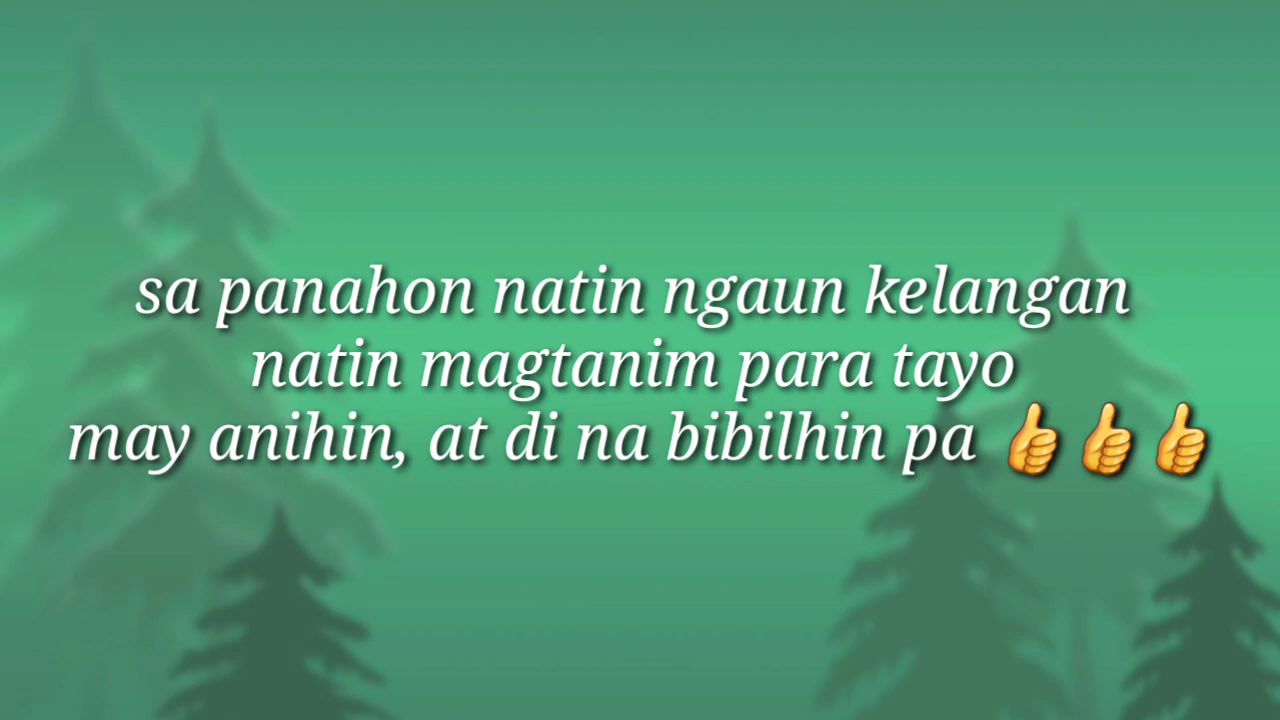 sa panahon natin ngaun kelangan
natin magtanim para tayo
may anihin, at di na bibilhin pa 👍👍👍